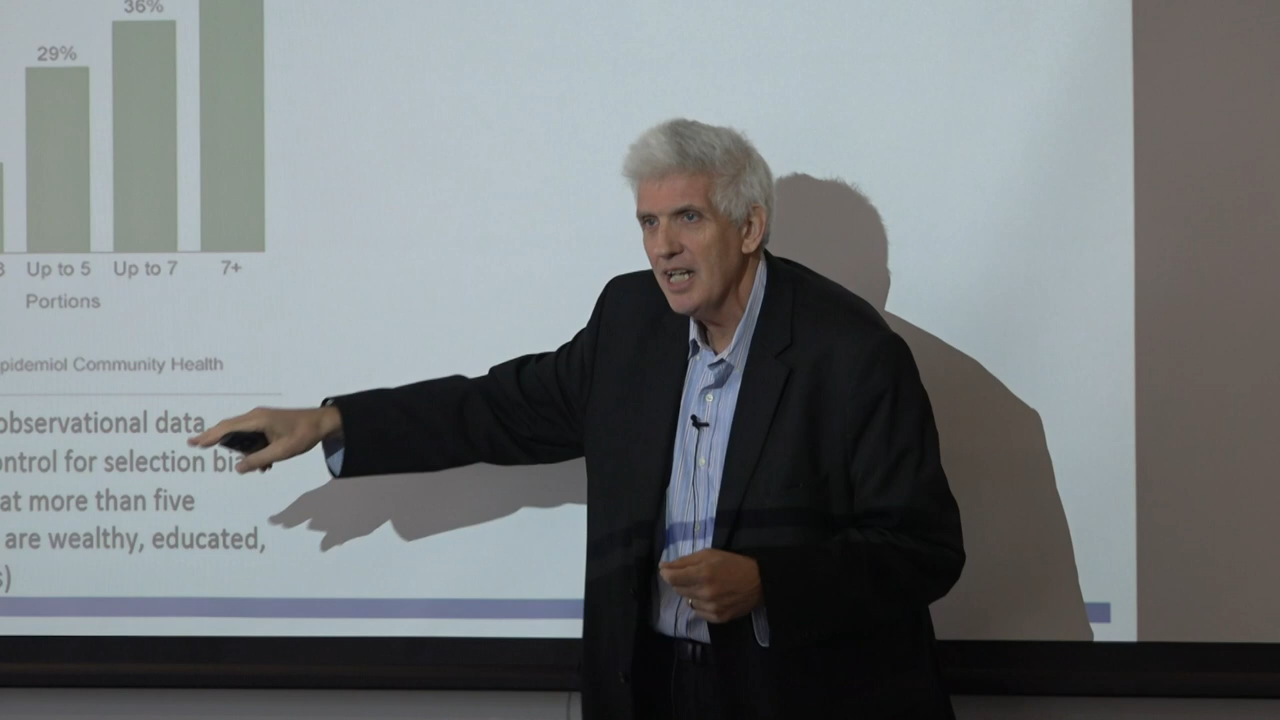 36%
29%
3 Up to 5 Up to 7 7+
Portions
pidemiol Community Health
observational data
ontrol for selection bia
at more than five
are wealthy, educated,
s)